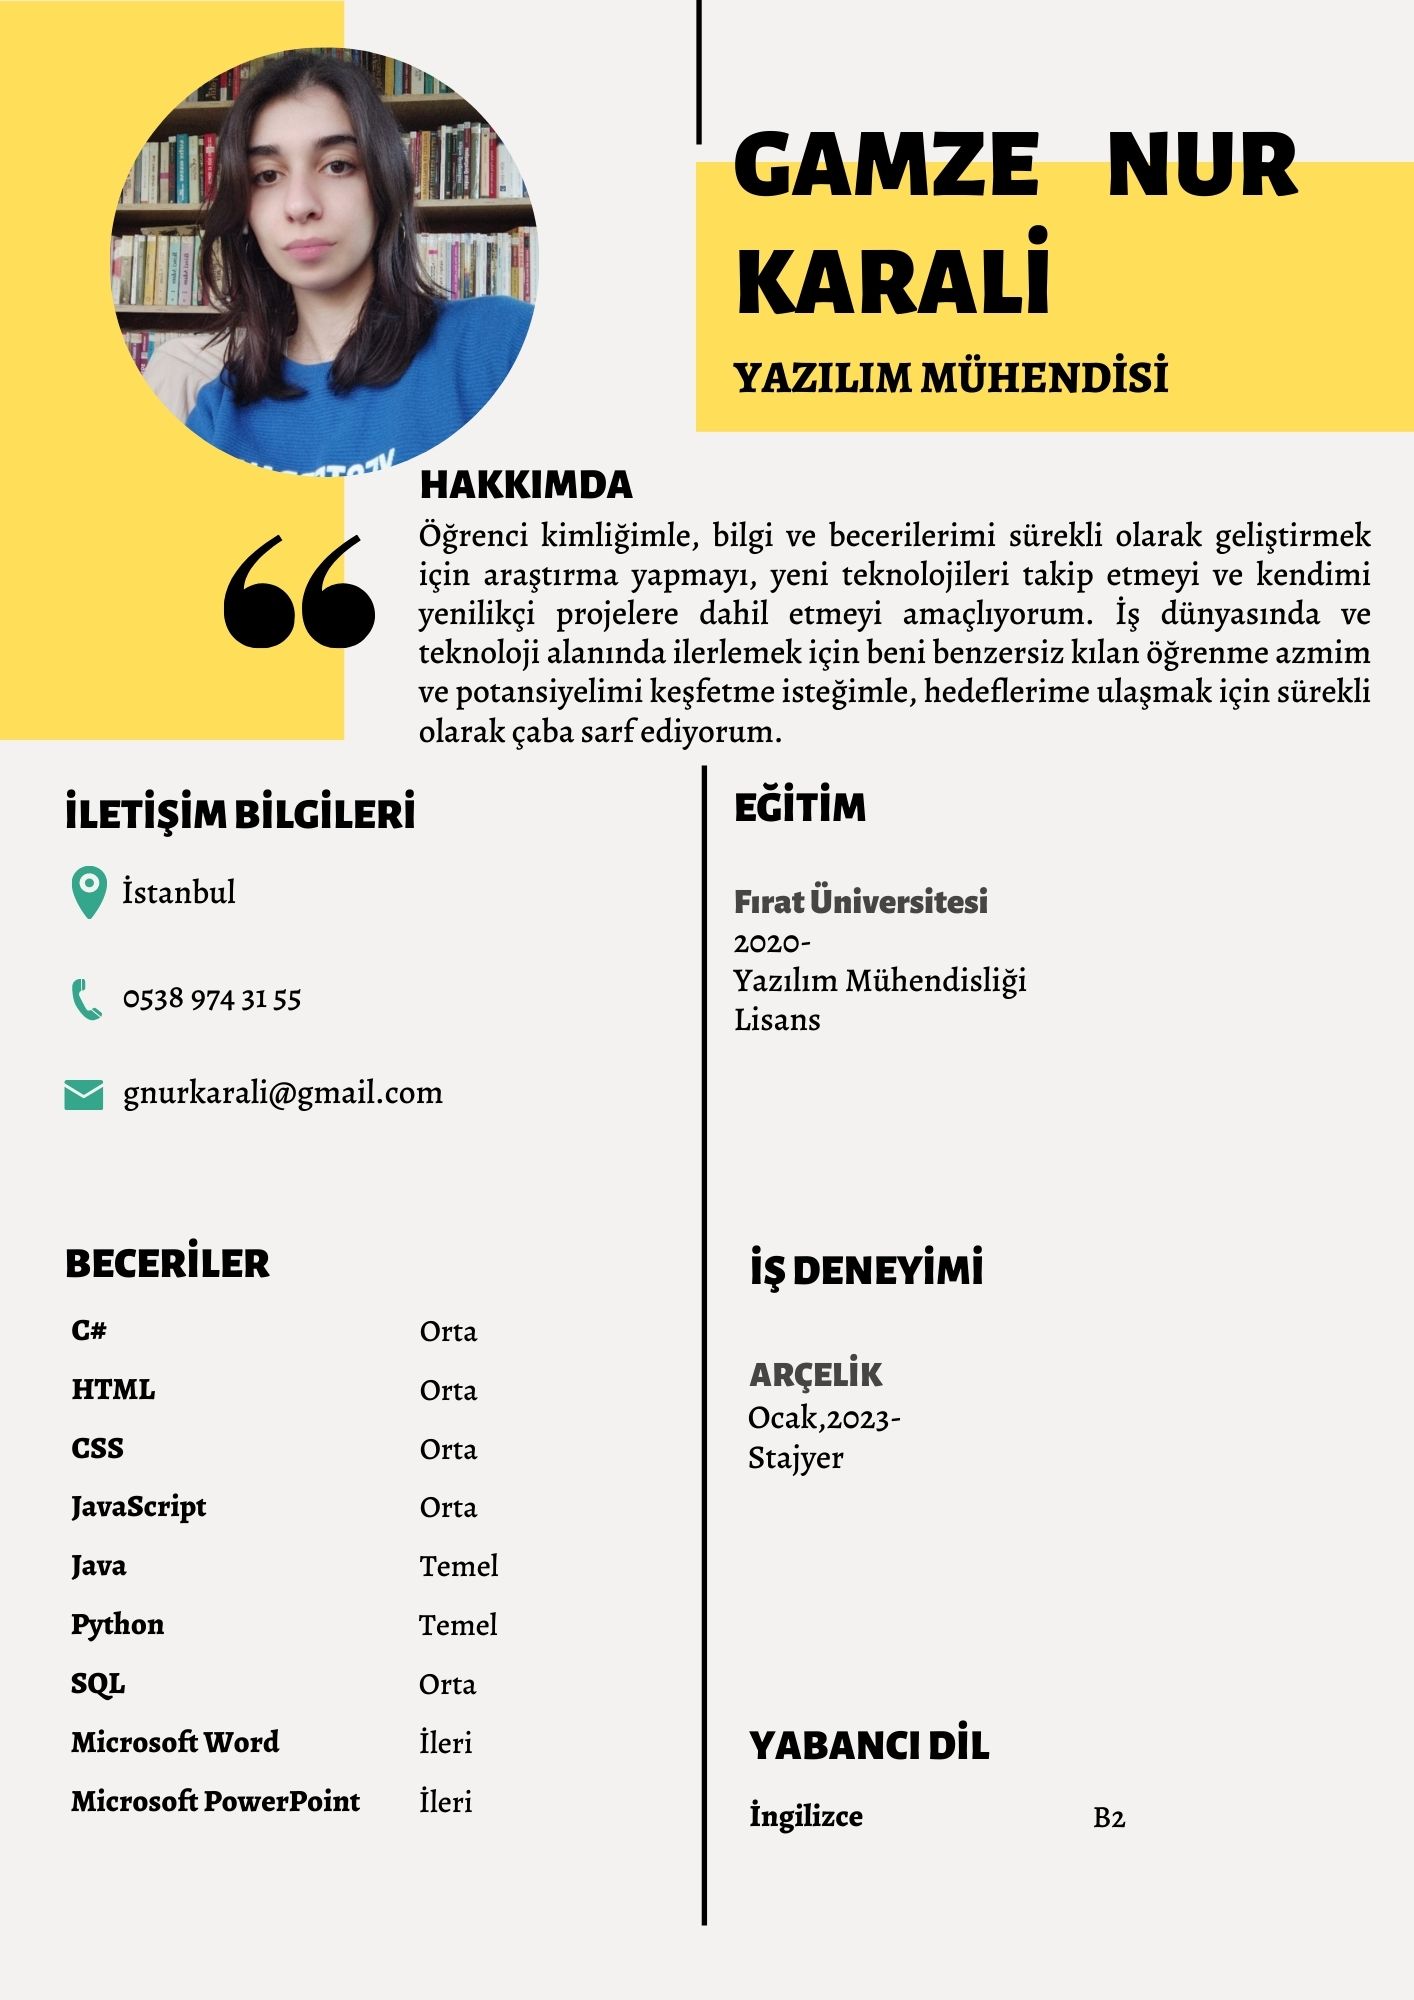 GAMZE NUR
KARALİ
YAZILIM MÜHENDİSİ
HAKKIMDA
Öğrenci kimliğimle, bilgi ve becerilerimi sürekli olarak geliştirmek
için araştırma yapmayı, yeni teknolojileri takip etmeyi ve kendimi
yenilikçi projelere dahil etmeyi amaçlıyorum. İş dünyasında ve
teknoloji alanında ilerlemek için beni benzersiz kılan öğrenme azmim
ve potansiyelimi keşfetme isteğimle, hedeflerime ulaşmak için sürekli
olarak çaba sarf ediyorum.
İLETİŞİM BİLGİLERİ
İstanbul
0538 974 31 55
gnurkarali@gmail.com
BECERİLER
C# Orta
HTML Orta
CSS Orta
JavaScript Orta
Java Temel
Python Temel
SQL Orta
Microsoft Word İleri
Microsoft PowerPoint İleri
EĞİTİM
Fırat Üniversitesi
2020-
Yazılım Mühendisliği
Lisans
İŞ DENEYİMİ
ARÇELİK
Ocak,2023-
Stajyer
YABANCI DİL
İngilizce B2